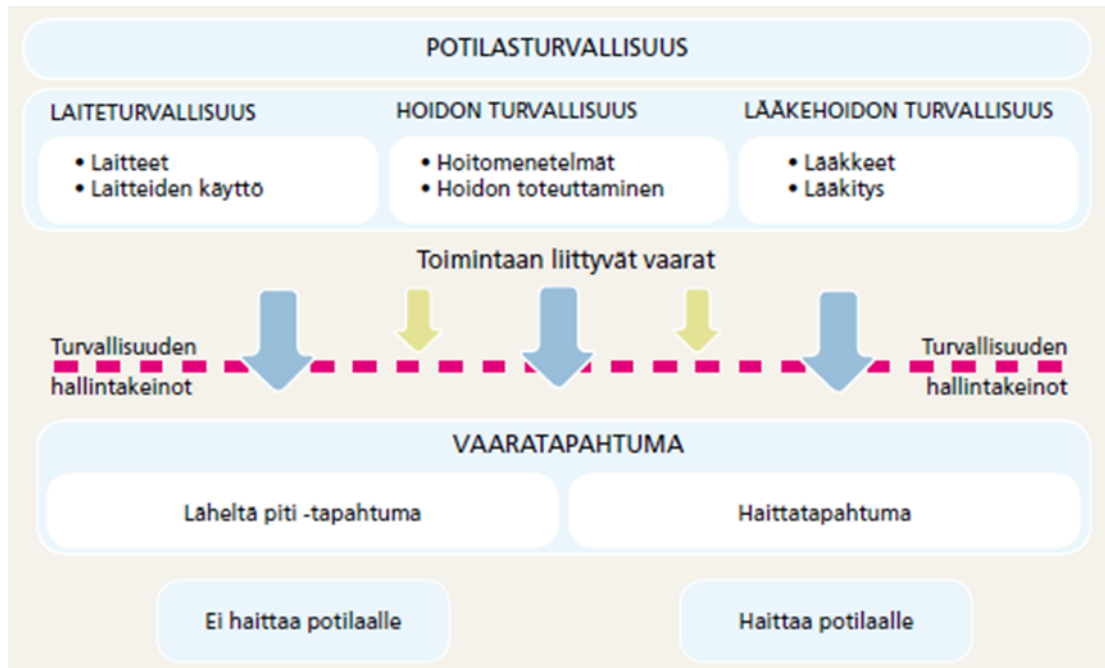 POTILASTURVALLISUUS
LAITETURVALLISUUS
• Laitteet
• Laitteiden käyttö
HOIDON TURVALLISUUS
• Hoitomenetelmät
• Hoidon toteuttaminen
LÄÄKEHOIDON TURVALLISUUS
• Lääkkeet
• Lääkitys
Toimintaan liittyvät vaarat
Turvallisuuden
hallintakeinot
Turvallisuuden
hallintakeinot
VAARATAPAHTUMA
Läheltä piti -tapahtuma
Haittatapahtuma
Ei haittaa potilaalle
Haittaa potilaalle